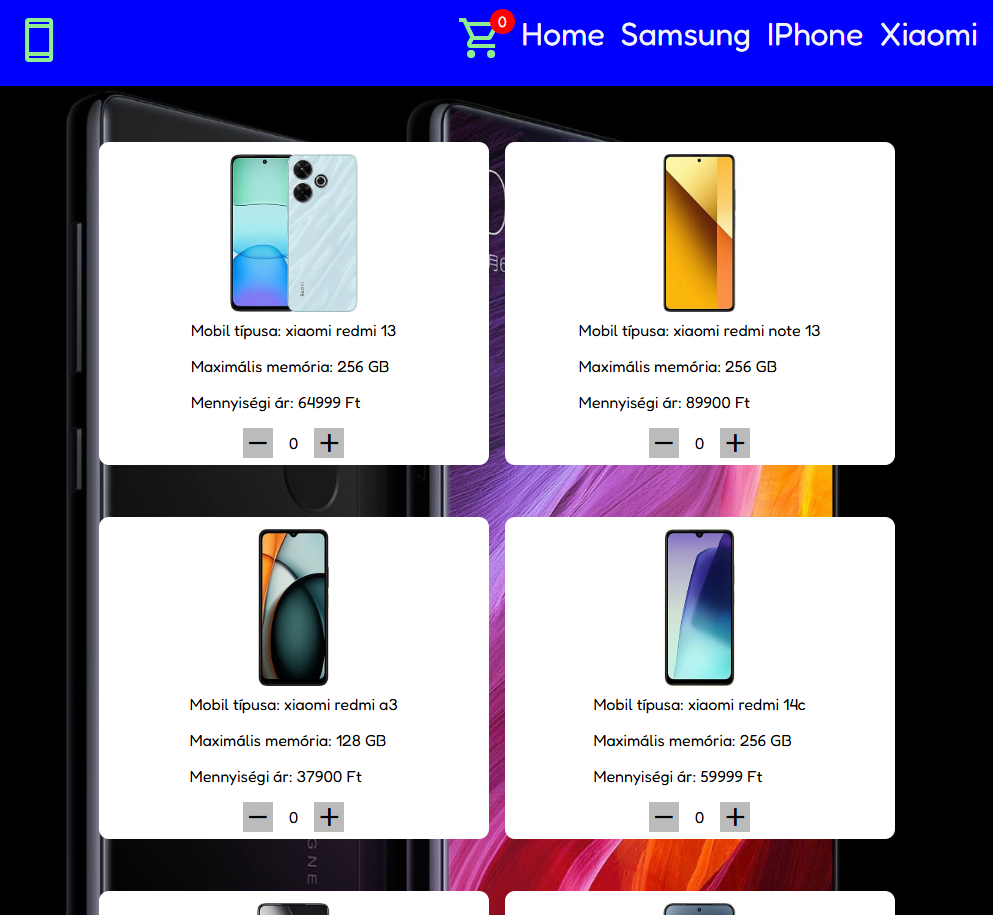 0
Home Samsung IPhone Xiaomi
Mobil típusa: xiaomi redmi 13
Maximális memória: 256 GB
Mennyiségi ár: 64999 Ft
− 0 +
Mobil típusa: xiaomi redmi note 13
Maximális memória: 256 GB
Mennyiségi ár: 89900 Ft
− 0 +
Mobil típusa: xiaomi redmi a3
Maximális memória: 128 GB
Mennyiségi ár: 37900 Ft
− 0 +
Mobil típusa: xiaomi redmi 14c
Maximális memória: 256 GB
Mennyiségi ár: 59999 Ft
− 0 +